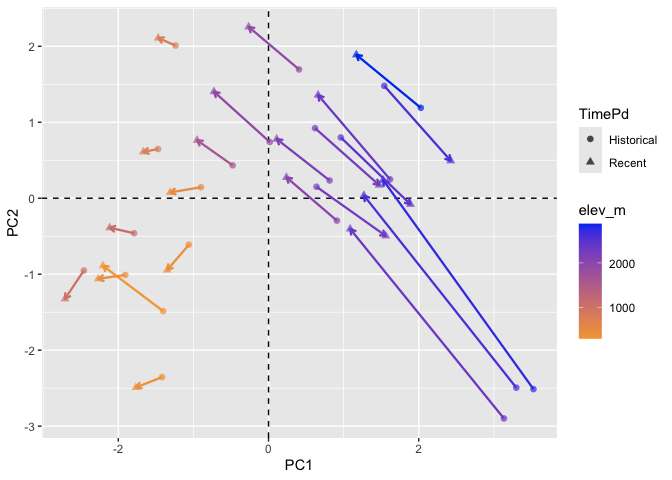 2
1
0
-1
-2
-3
PC2
-2
0
2
PC1
TimePd
Historical
Recent
elev_m
2000
1000